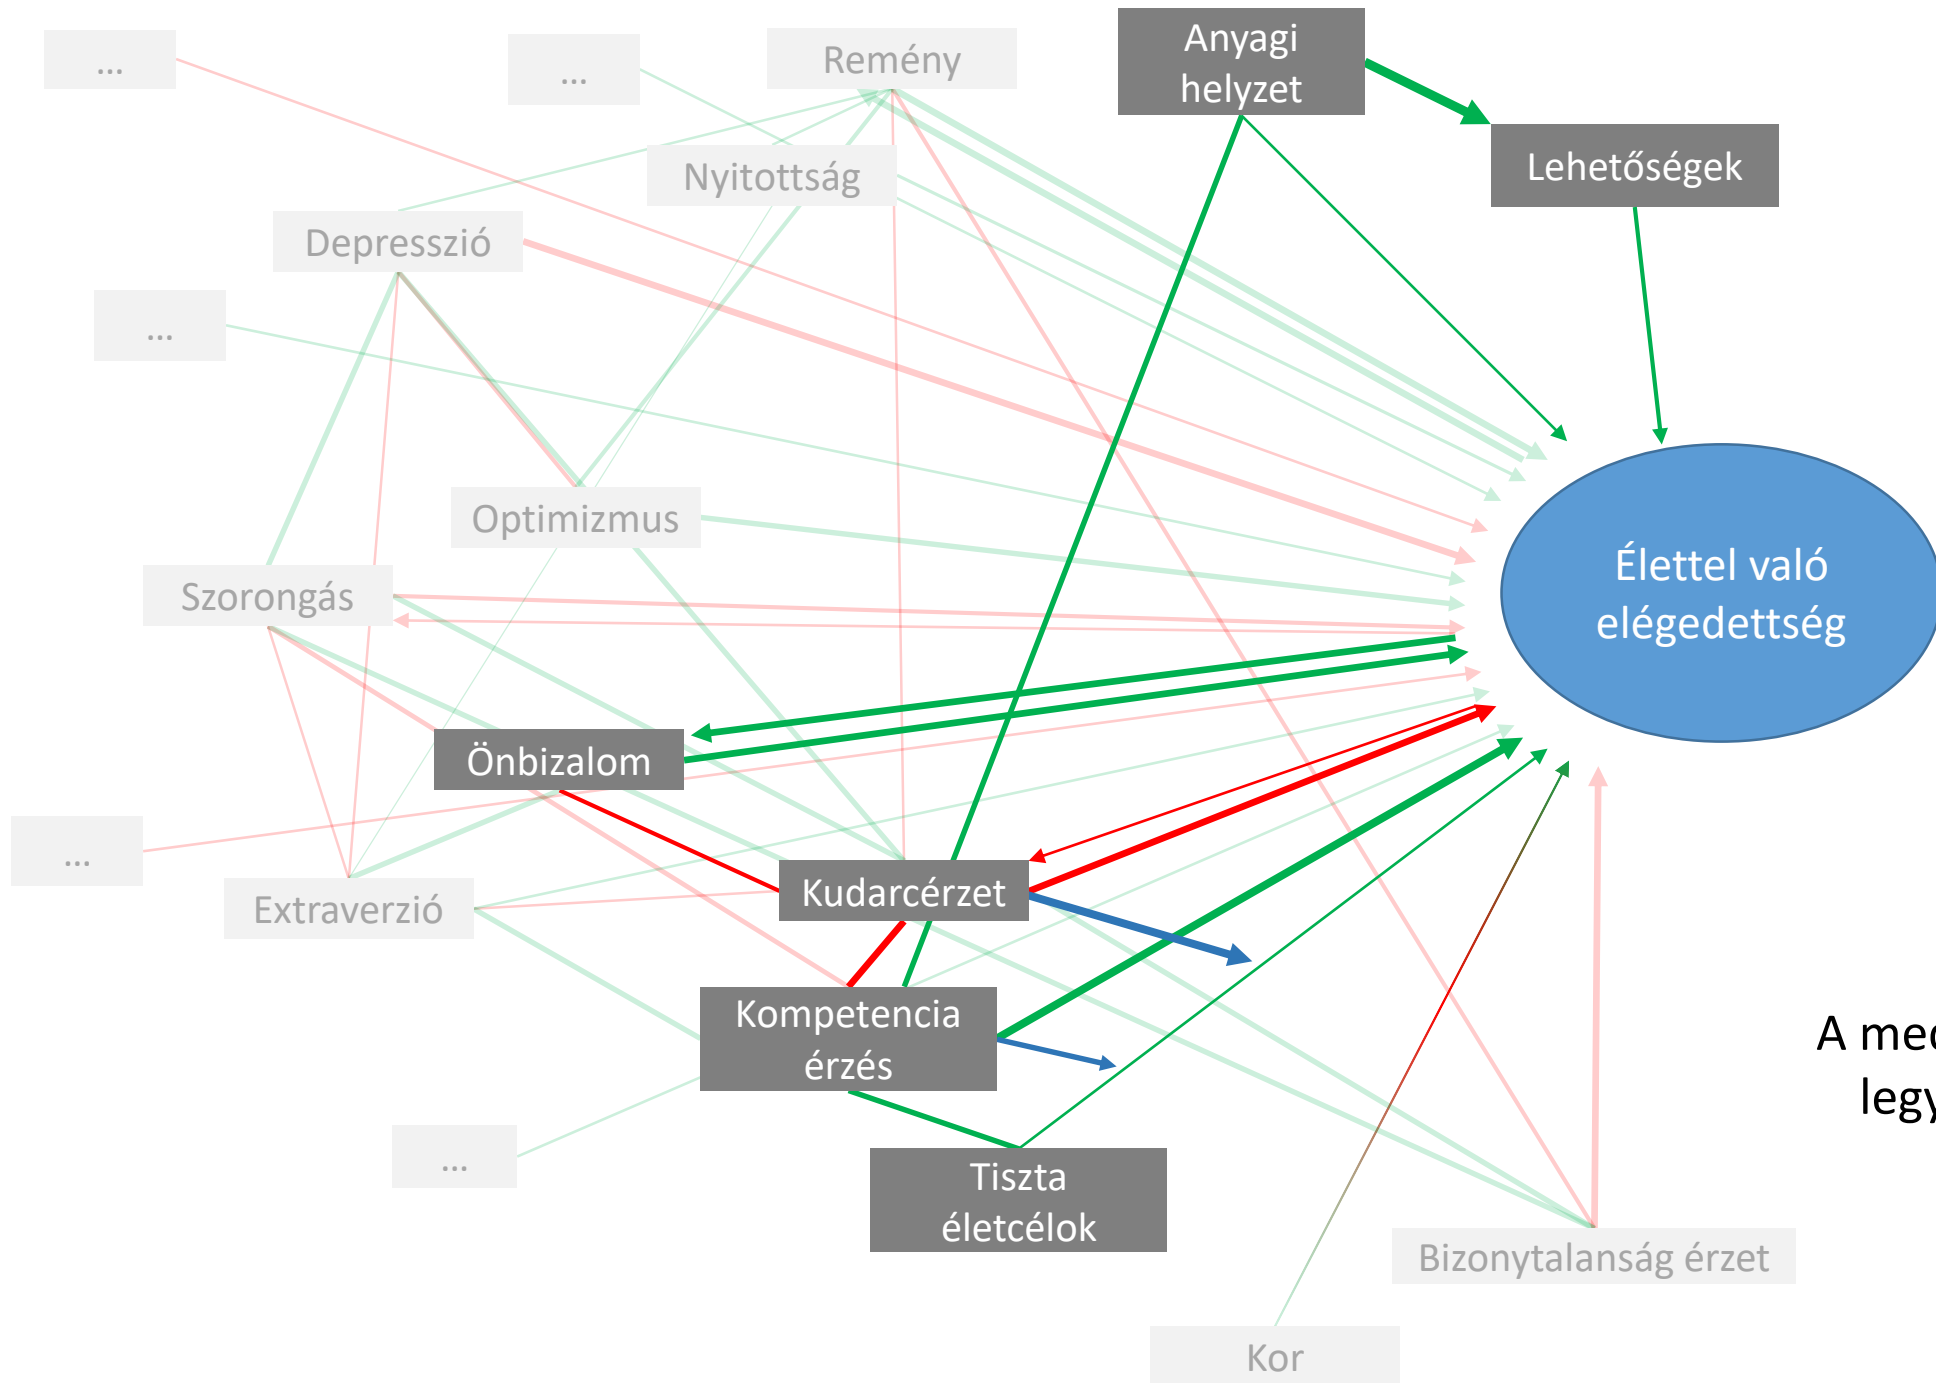 Anyagi
helyzet
...
...
Remény
Lehetőségek
Nyitottság
Depresszió
...
Optimizmus
Élettel való
elégedettség
Szorongás
Önbizalom
...
Kudarcérzet
Extraverzió
Kompetencia
érzés
A
...
Tiszta
életcélok
Bizonytalanság érzet
Kor